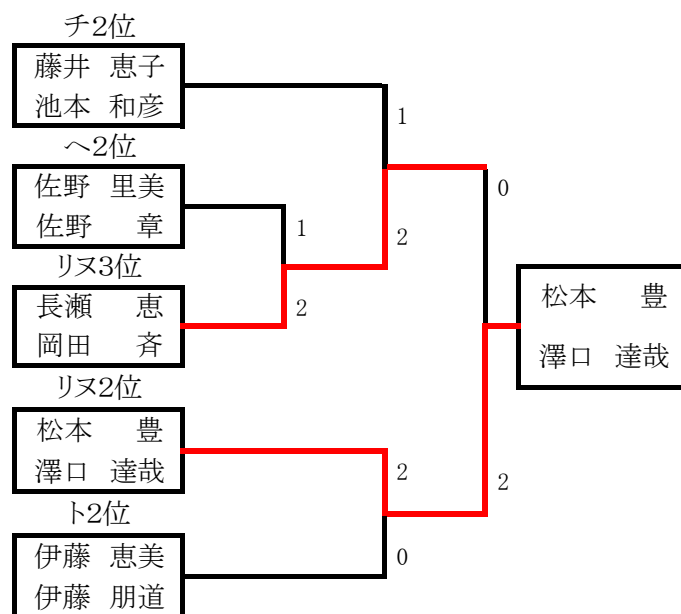 チ2位
藤井 恵子
池本 和彦
ヘ2位
佐野 里美
佐野 章
リヌ3位
長瀬 恵
岡田 斉
リヌ2位
松本 豊
澤口 達哉
ト2位
伊藤 恵美
伊藤 朋道
1
2
1
2
2
0
0
2
松本 豊
澤口 達哉